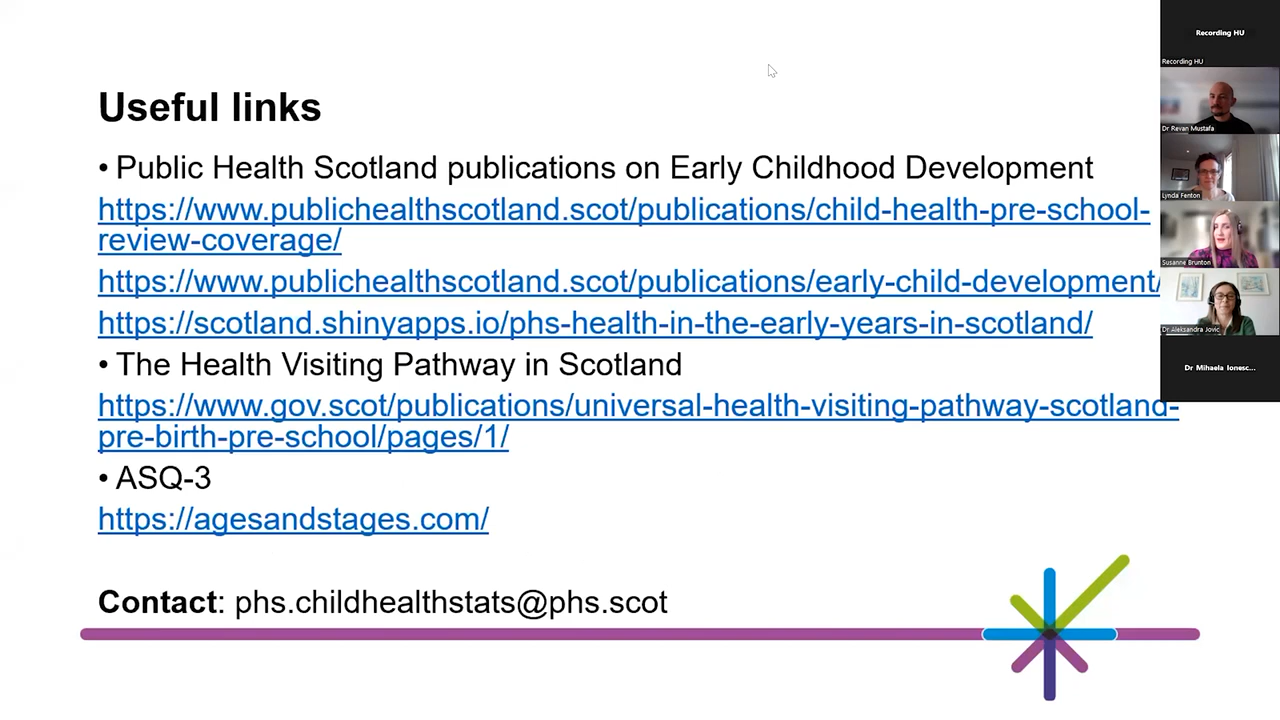 Useful links
• Public Health Scotland publications on Early Childhood Development
https://www.publichealthscotland.scot/publications/child-health-pre-school-
review-coverage/
https://www.publichealthscotland.scot/publications/early-child-development/
https://scotland.shinyapps.io/phs-health-in-the-early-years-in-scotland/
• The Health Visiting Pathway in Scotland
https://www.gov.scot/publications/universal-health-visiting-pathway-scotland-
pre-birth-pre-school/pages/1/
• ASQ-3
https://agesandstages.com/
Contact: phs.childhealthstats@phs.scot
Recording HU
Recording HU
Dr Revan Mustafa
Lynda Fenton
Susanne Brunton
Dr Aleksandra Jovic
Dr Mihaela Ionesc...